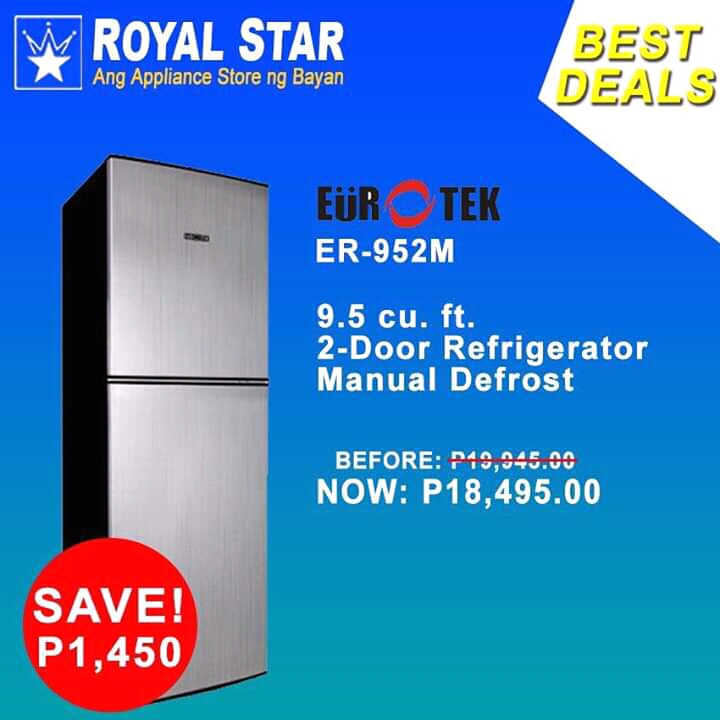 ROYAL STAR
Ang Appliance Store ng Bayan
BEST
DEALS
EÜROTEK
ER-952M
9.5 cu. ft.
2-Door Refrigerator
Manual Defrost
BEFORE: P19,945.00
NOW: P18,495.00
SAVE!
P1,450